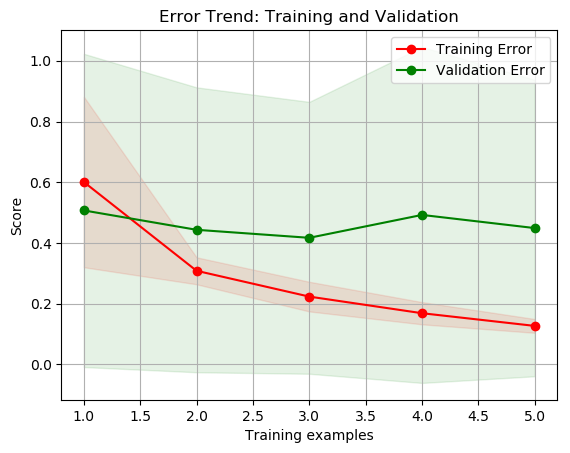 Error Trend: Training and Validation
Training Error
Validation Error
Score
1.0
0.8
0.6
0.4
0.2
0.0
1.0 1.5 2.0 2.5 3.0 3.5 4.0 4.5 5.0
Training examples